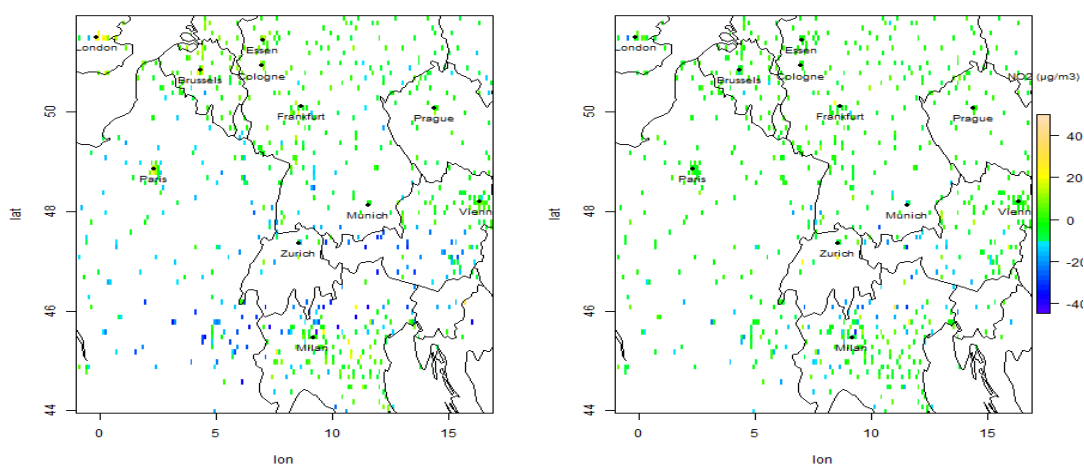 London
Essen
Cologne
Brussels
Frankfurt
Prague
Paris
Munich
Vienn
Zurich
Milan
44
46
48
50
lat
0
5
10
15
lon
London
Essen
Cologne
Brussels
Frankfurt
Prague
Paris
Munich
Vienn
Zurich
Milan
44
46
48
50
lat
0
5
10
15
lon
NO2 (µg/m3)
40
20
0
-20
-40